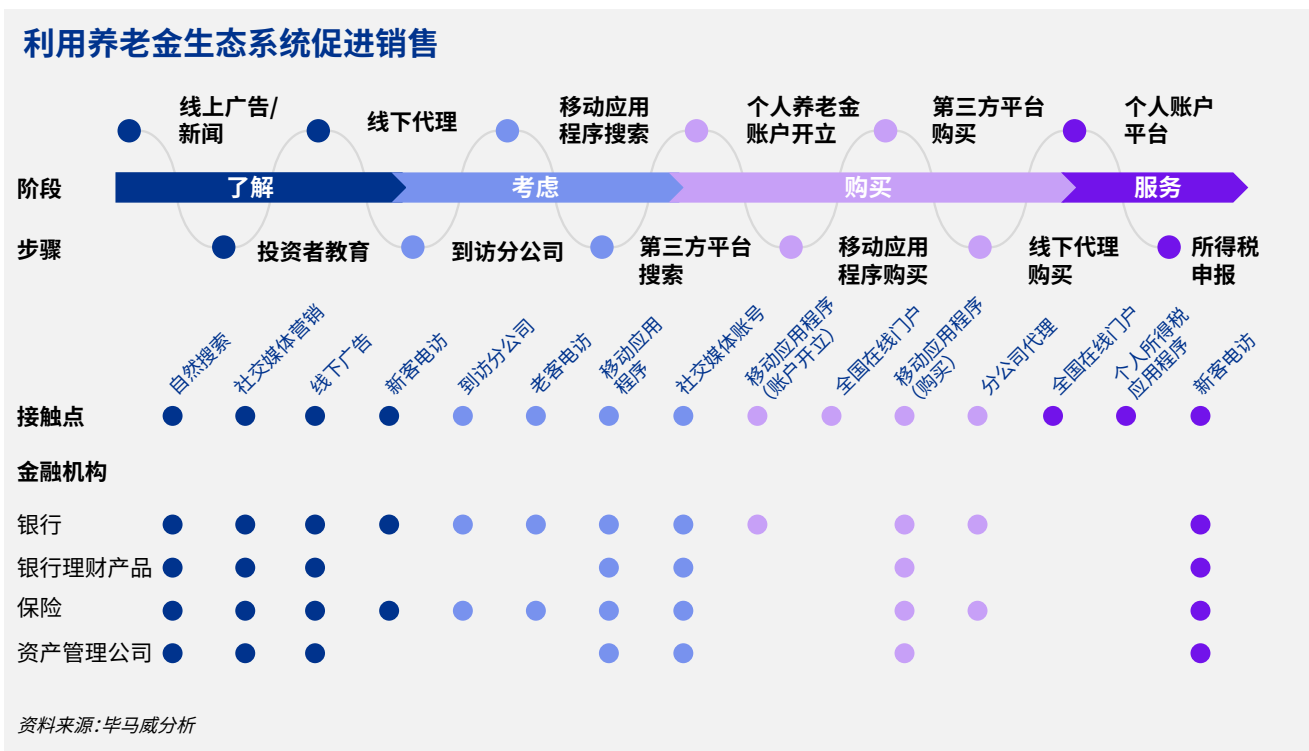 利用养老金生态系统促进销售
线上广告/
新闻
线下代理
移动应用
程序搜索
个人养老金
账户开立
第三方平台
购买
个人账户
平台
阶段
了解
考虑
购买
服务
步骤
投资者教育
到访分公司
第三方平台
搜索
移动应用
程序购买
线下代理
购买
所得税
申报
自然搜索
社交媒体营销
线下广告
新客电访
到访分公司
老客电访
移动应用
程序
社交媒体账号
移动应用程序
(账户开立)
全国在线门户
移动应用程序
(购买)
分公司代理
全国在线门户
个人所得税
应用程序
新客电访
接触点
金融机构
银行
银行理财产品
保险
资产管理公司
资料来源:毕马威分析